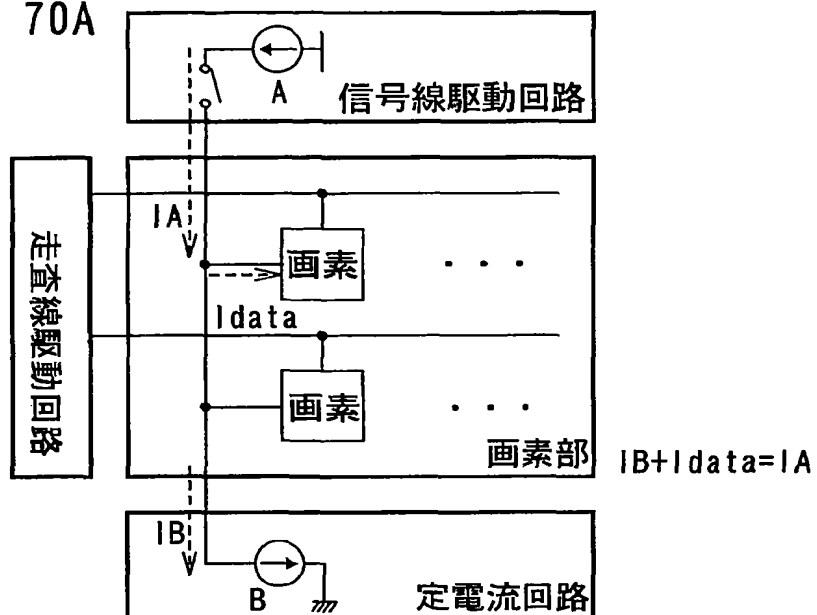 70A
A
信号線駆動回路
走査線駆動回路
IA
画素
・・・
Idata
画素
・・・
画素部
IB+Idata=IA
IB
B
定電流回路